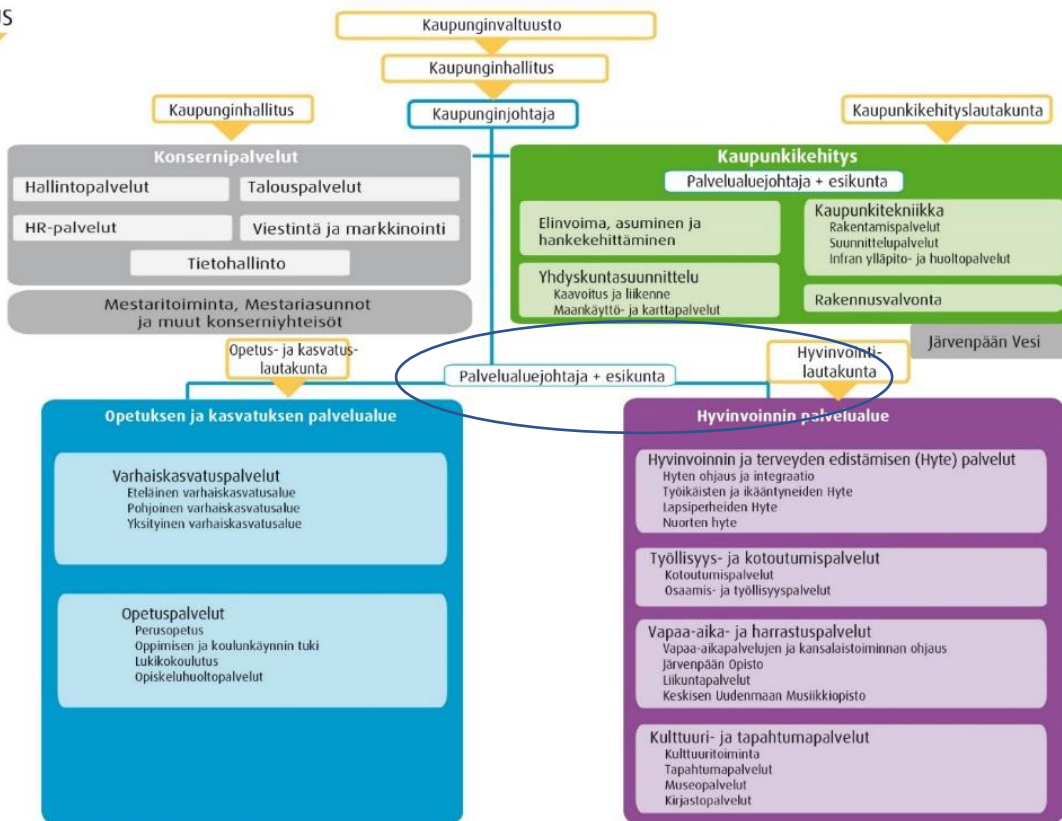 US
Kaupunginvaltuusto
Kaupunginhallitus
Kaupunginjohtaja
Kaupunginhallitus
Kaupunkikehityslautakunta
Konsernipalvelut
Hallintopalvelut
Talouspalvelut
HR-palvelut
Viestintä ja markkinointi
Tietohallinto
Mestaritoiminta, Mestariasunnot
ja muut konserniyhteisöt
Kaupunkikehitys
Palvelualuejohtaja + esikunta
Elinvoima, asuminen ja
hankekehittäminen
Yhdyskuntasuunnittelu
Kaavoitus ja liikenne
Maankäyttö- ja karttapalvelut
Kaupunkitekniikka
Rakentamispalvelut
Suunnittelupalvelut
Infran ylläpito- ja huoltopalvelut
Rakennusvalvonta
Järvenpään Vesi
Opetus- ja kasvatus-
lautakunta
Palvelualuejohtaja + esikunta
Hyvinvointi-
lautakunta
Opetuksen ja kasvatuksen palvelualue
Varhaiskasvatuspalvelut
Eteläinen varhaiskasvatusalue
Pohjoinen varhaiskasvatusalue
Yksityinen varhaiskasvatusalue
Opetuspalvelut
Perusopetus
Oppimisen ja koulunkäynnin tuki
Lukikokoulutus
Opiskeluhuoltopalvelut
Hyvinvoinnin palvelualue
Hyvinvoinnin ja terveyden edistämisen (Hyte) palvelut
Hyten ohjaus ja integraatio
Työikäisten ja ikääntyneiden Hyte
Lapsiperheiden Hyte
Nuorten hyte
Työllisyys- ja kotoutumispalvelut
Kotoutumispalvelut
Osaamis- ja työllisyyspalvelut
Vapaa-aika- ja harrastuspalvelut
Vapaa-aikapalvelujen ja kansalaistoiminnan ohjaus
Järvenpään Opisto
Liikuntapalvelut
Keskisen Uudenmaan Musiikkiopisto
Kulttuuri- ja tapahtumapalvelut
Kulttuuritoiminta
Tapahtumapalvelut
Museopalvelut
Kirjastopalvelut